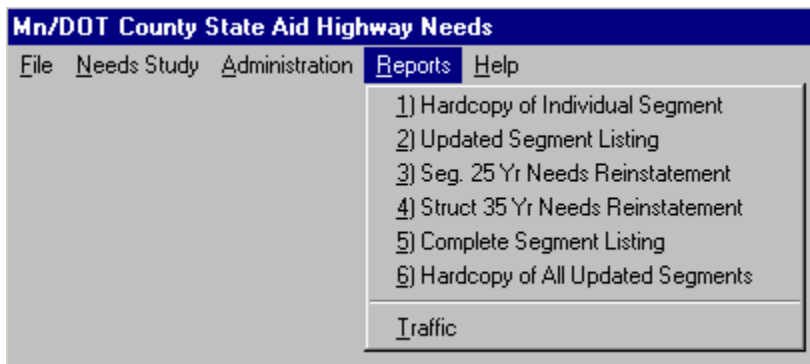 Mn/DOT County State Aid Highway Needs
File Needs Study Administration Reports Help
1) Hardcopy of Individual Segment
2) Updated Segment Listing
3) Seg. 25 Yr Needs Reinstatement
4) Struct 35 Yr Needs Reinstatement
5) Complete Segment Listing
6) Hardcopy of All Updated Segments
Traffic